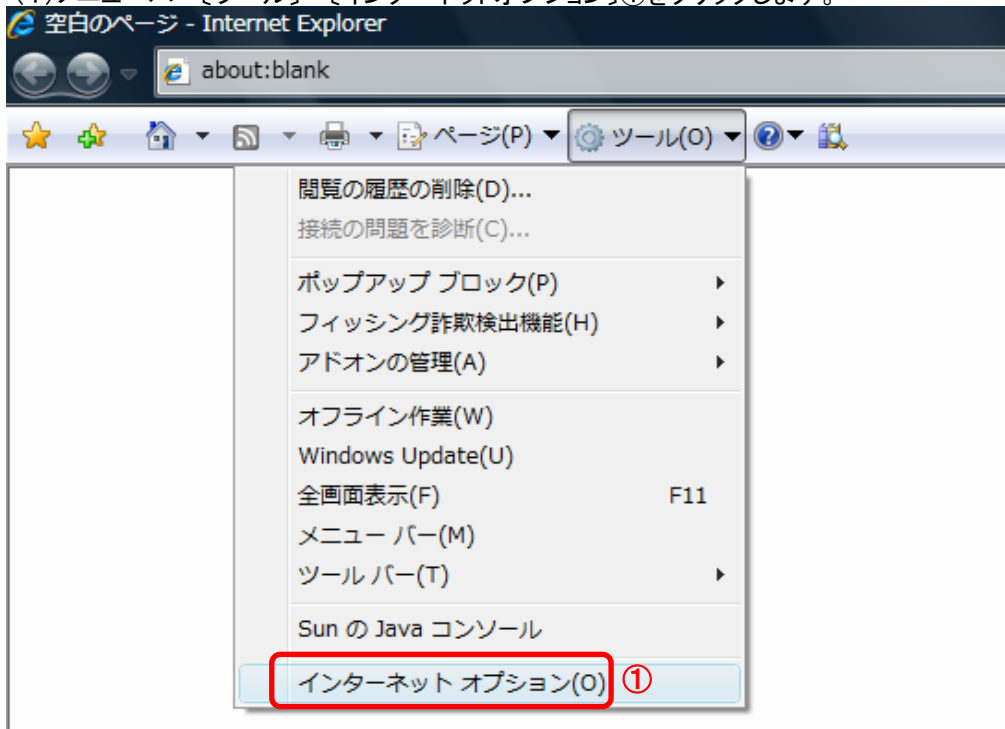 空白のページ - Internet Explorer
about:blank
ページ(P) ツール(O)
閲覧の履歴の削除(D)...
接続の問題を診断(C)...
ポップアップ ブロック(P)
フィッシング詐欺検出機能(H)
アドオンの管理(A)
オフライン作業(W)
Windows Update(U)
全画面表示(F) F11
メニュー バー(M)
ツール バー(T)
Sun の Java コンソール
インターネット オプション(O) ①